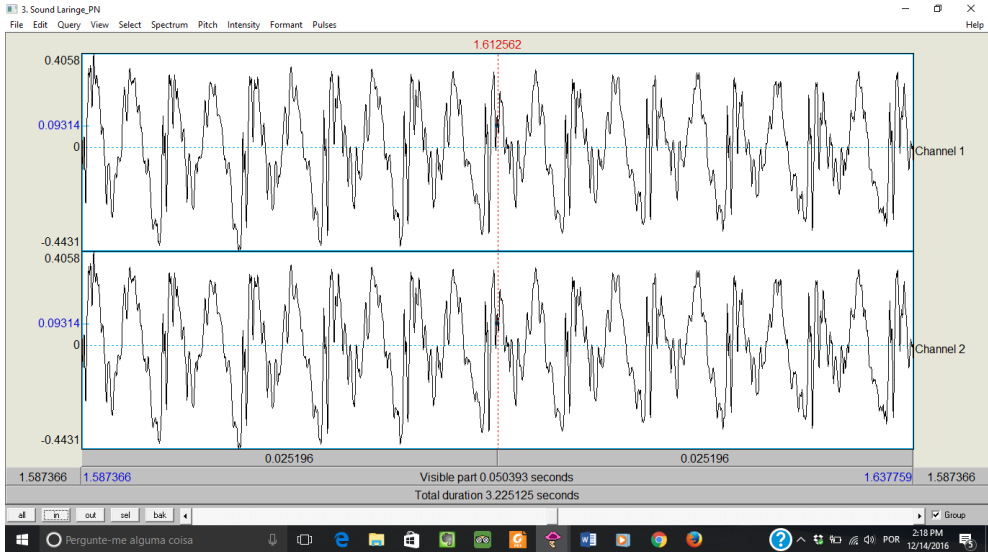 3. Sound Laringe_PN
File Edit Query View Select Spectrum Pitch Intensity Formant Pulses Help
1.612562
0.4058
0.09314
0
-0.4431
Channel 1
0.4058
0.09314
0
-0.4431
Channel 2
0.025196 0.025196
1.587366 1.587366 Visible part 0.050393 seconds 1.637759 1.587366
Total duration 3.225125 seconds
all in out sel bak Group
Pergunte-me alguma coisa POR 2:18 PM
12/14/2016